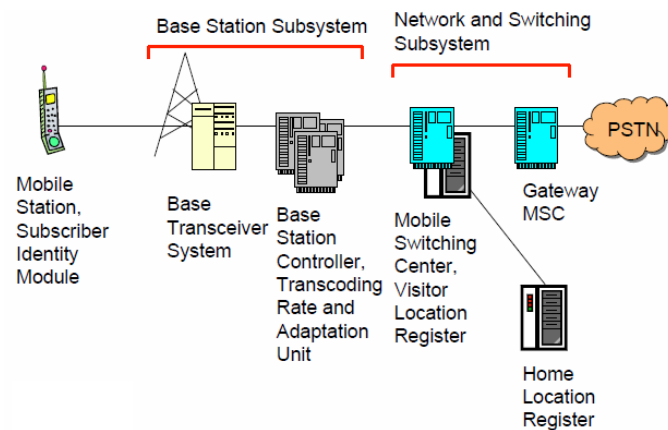 Base Station Subsystem
Network and Switching
Subsystem
PSTN
Mobile
Station,
Subscriber
Identity
Module
Base
Transceiver
System
Base
Station
Controller,
Transcoding
Rate and
Adaptation
Unit
Mobile
Switching
Center,
Visitor
Location
Register
Gateway
MSC
Home
Location
Register